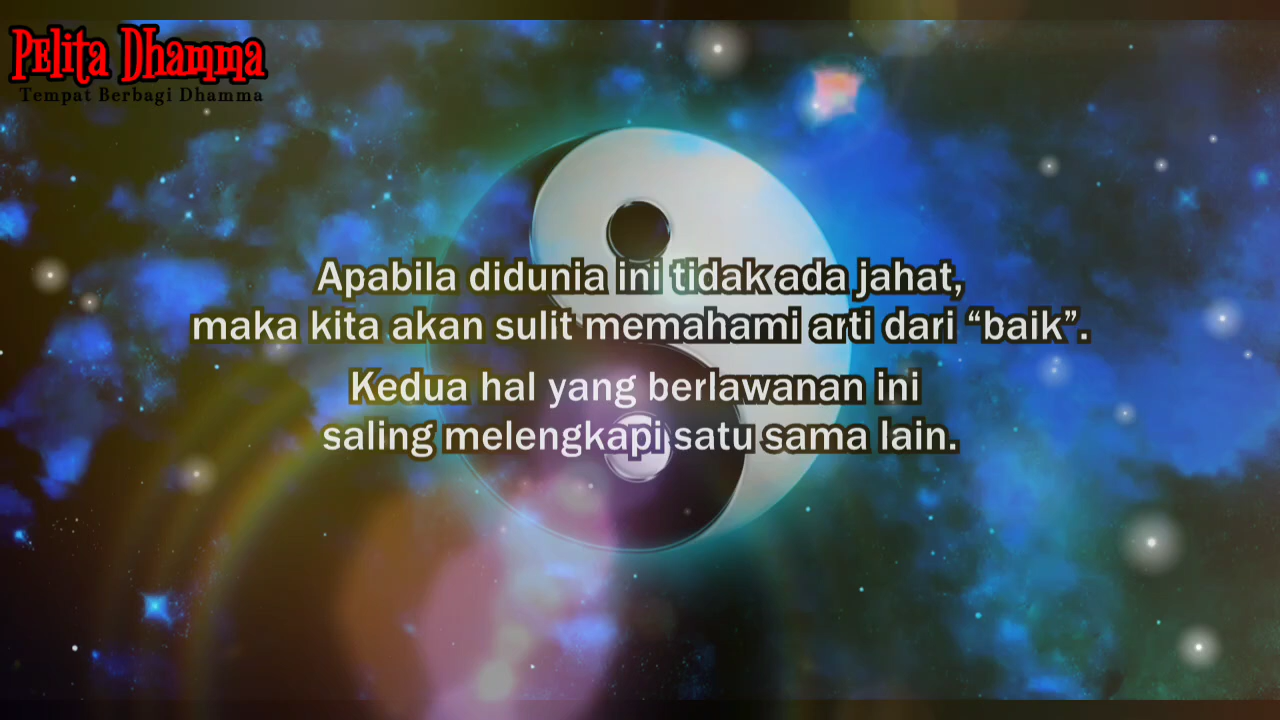 Pelita Dhamma
Tempat Berbagi Dhamma
Apabila didunia ini tidak ada jahat,
maka kita akan sulit memahami arti dari “baik”.
Kedua hal yang berlawanan ini
saling melengkapi satu sama lain.